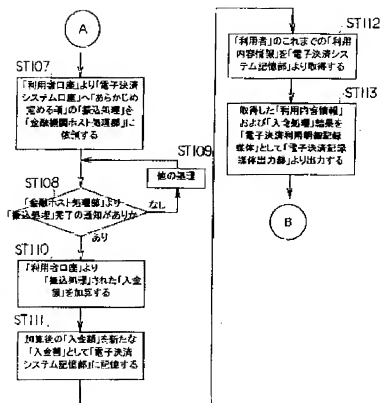 A
ST107
「利用者口座」より「電子決済
システム口座」へ「あらかじめ
定める額」の「振込処理」を
「金融機関ホスト処理部」に
依頼する
ST109
他の処理
ST108
「金融ホスト処理部」より
「振込処理」完了の通知がありか
なし
あり
ST110
「利用者口座」より
「振込処理」された「入金
額」を加算する
ST111
加算後の「入金額」を新たな
「入金額」として「電子決済
システム記憶部」に記憶する
ST112
「利用者」のこれまでの「利用
内容情報」を「電子決済シ
ステム記憶部」より取得する
ST113
取得した「利用内容情報」
および「入金処理」結果を
「電子決済利用明細記録
媒体」として「電子決済記録
媒体出力部」より出力する
B